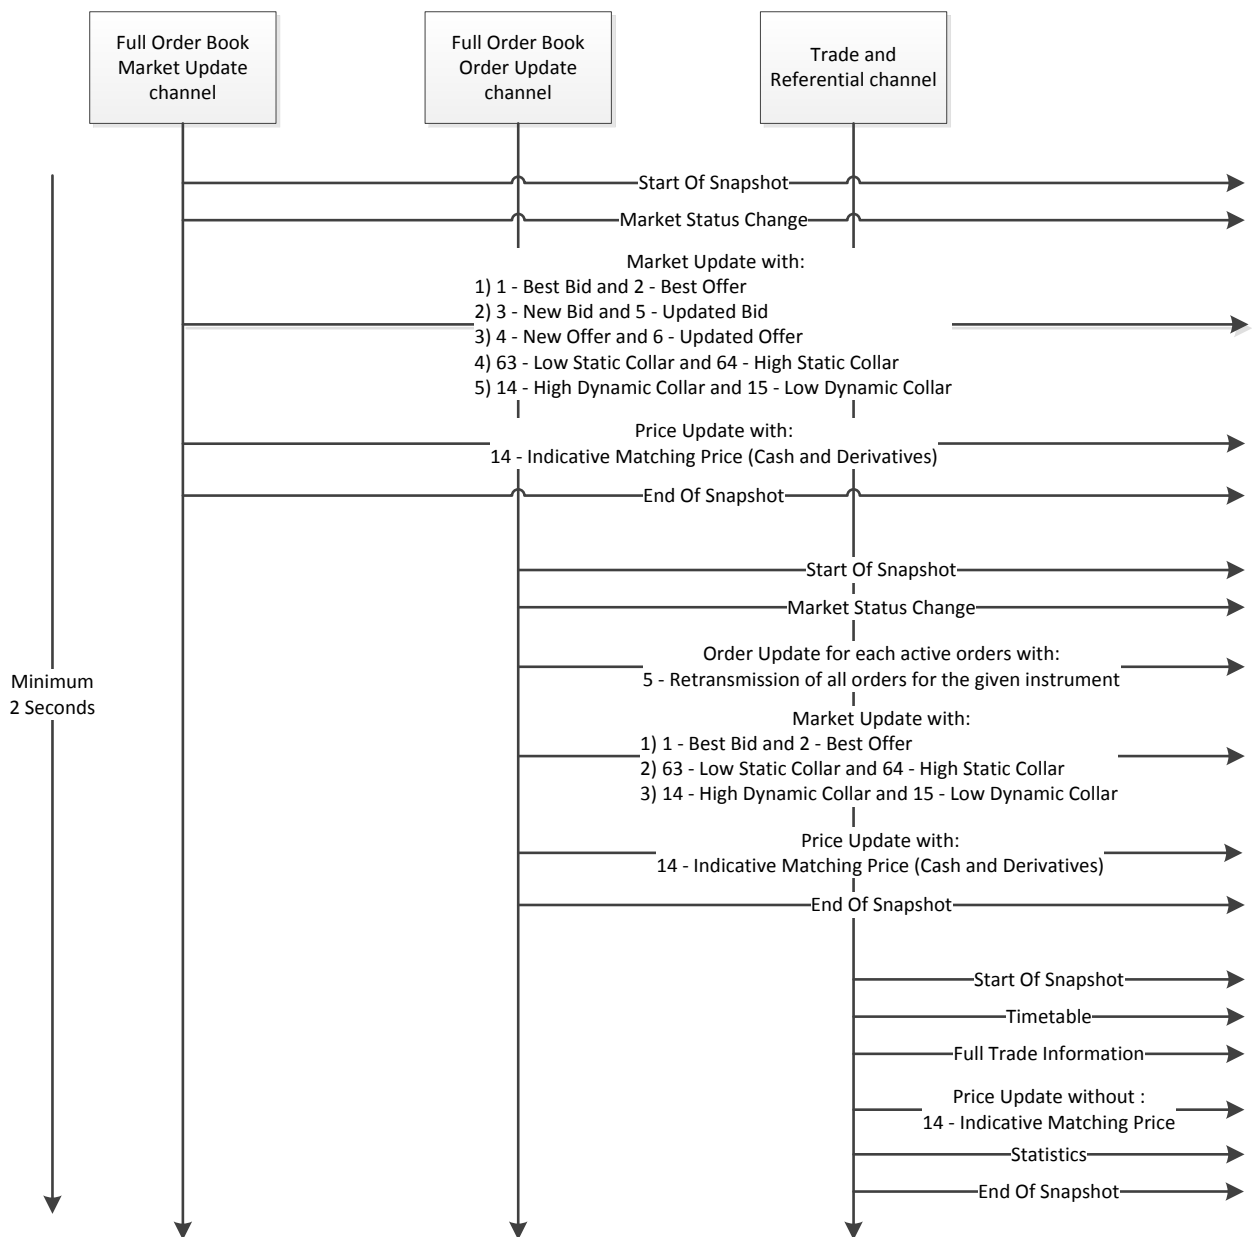 Full Order Book
Market Update
channel
Full Order Book
Order Update
channel
Trade and
Referential channel
Start Of Snapshot
Market Status Change
Market Update with:
1) 1 - Best Bid and 2 - Best Offer
2) 3 - New Bid and 5 - Updated Bid
3) 4 - New Offer and 6 - Updated Offer
4) 63 - Low Static Collar and 64 - High Static Collar
5) 14 - High Dynamic Collar and 15 - Low Dynamic Collar
Price Update with:
14 - Indicative Matching Price (Cash and Derivatives)
End Of Snapshot
Start Of Snapshot
Market Status Change
Order Update for each active orders with:
5 - Retransmission of all orders for the given instrument
Minimum
2 Seconds
Market Update with:
1) 1 - Best Bid and 2 - Best Offer
2) 63 - Low Static Collar and 64 - High Static Collar
3) 14 - High Dynamic Collar and 15 - Low Dynamic Collar
Price Update with:
14 - Indicative Matching Price (Cash and Derivatives)
End Of Snapshot
Start Of Snapshot
Timetable
Full Trade Information
Price Update without :
14 - Indicative Matching Price
Statistics
End Of Snapshot